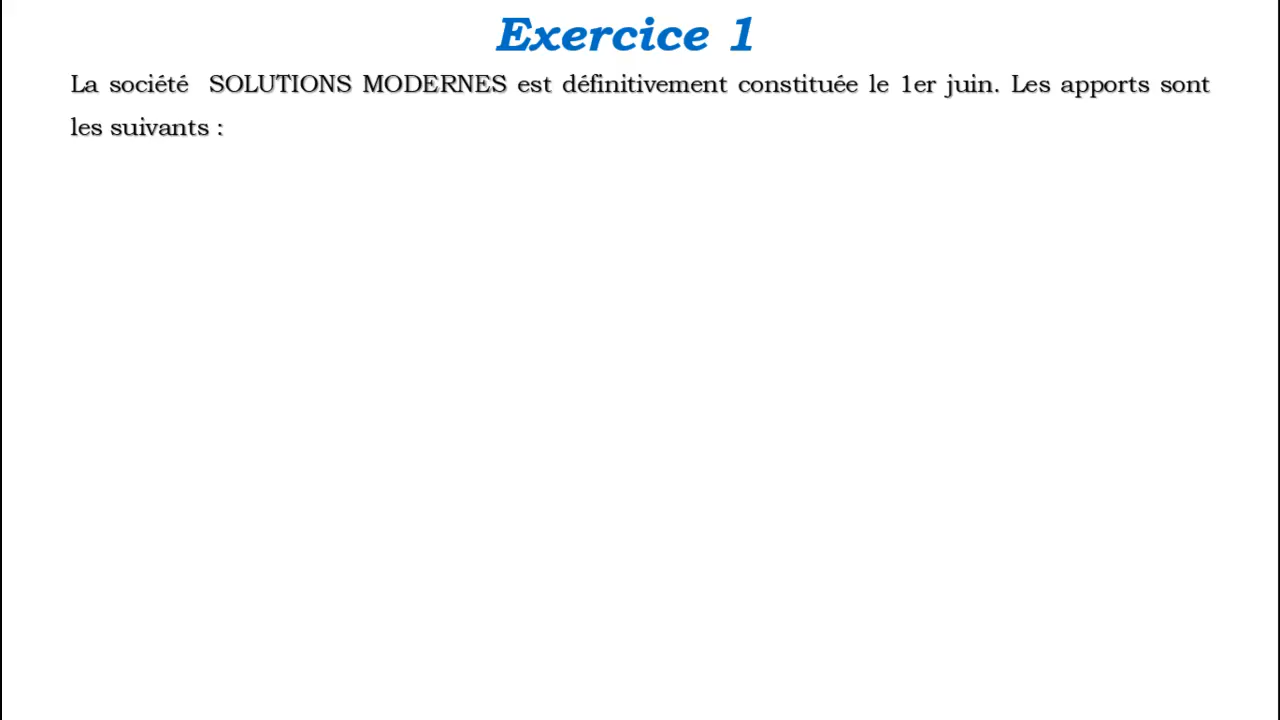 Exercice 1
La société SOLUTIONS MODERNES est définitivement constituée le 1er juin. Les apports sont
les suivants :